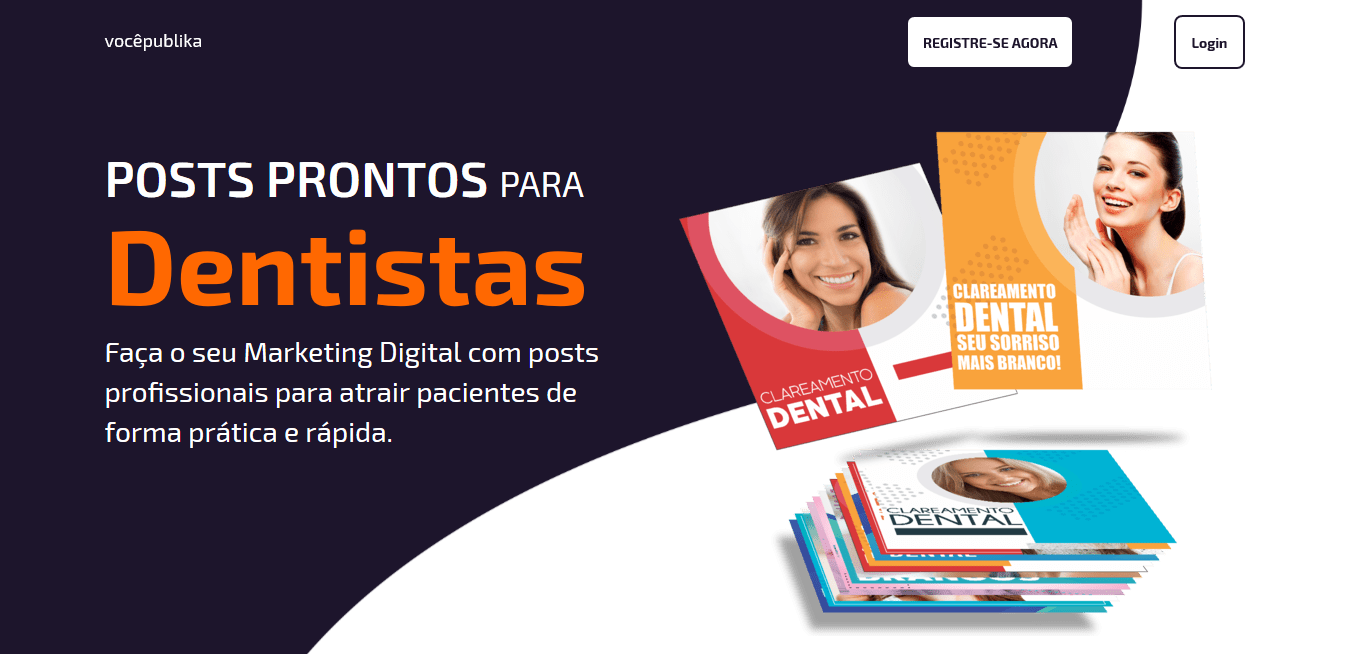 vocêpublika
REGISTRE-SE AGORA
Login
POSTS PRONTOS PARA
Dentistas
Faça o seu Marketing Digital com posts
profissionais para atrair pacientes de
forma prática e rápida.
CLAREAMENTO
DENTAL
SEU SORRISO
MAIS BRANCO!
CLAREAMENTO
DENTAL
CLAREAMENTO
DENTAL
DENTAL